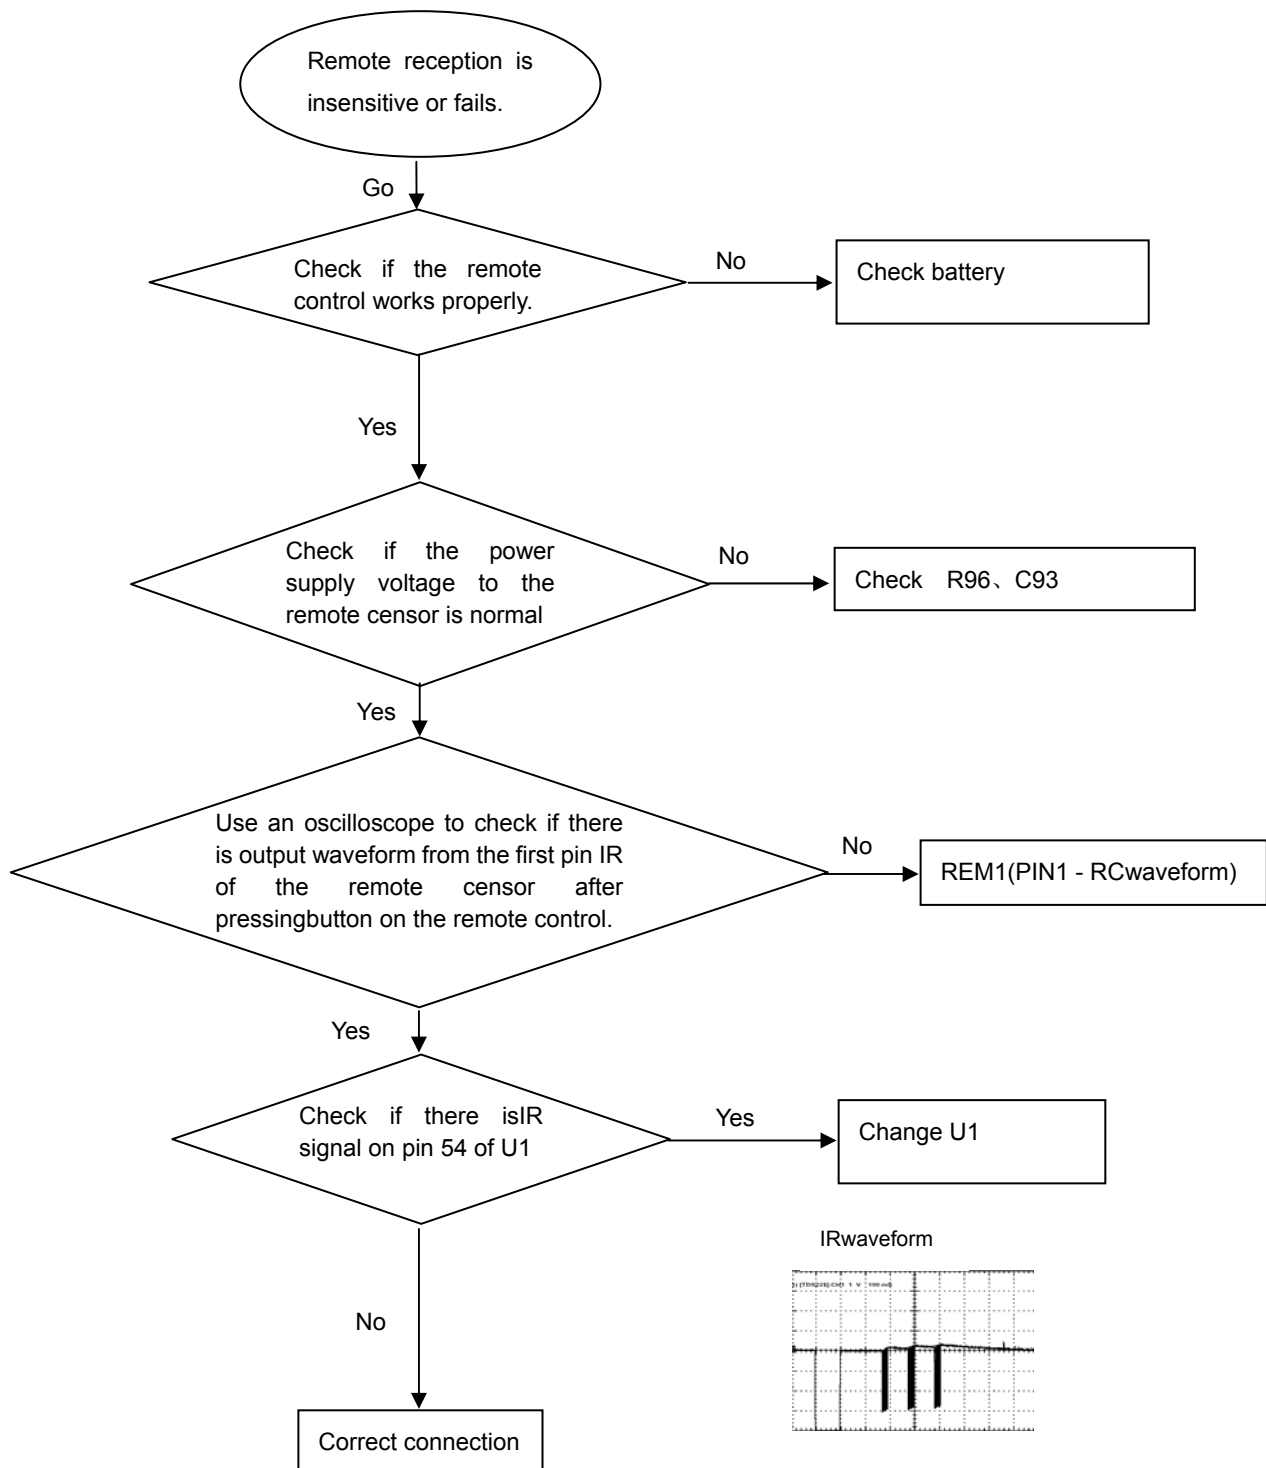 Remote reception is
insensitive or fails.
Go
Check if the remote
control works properly.
No
Check battery
Yes
Check if the power
supply voltage to the
remote censor is normal
No
Check R96、C93
Yes
Use an oscilloscope to check if there
is output waveform from the first pin IR
of the remote censor after
pressingbutton on the remote control.
No
REM1(PIN1 - RCwaveform)
Yes
Check if there isIR
signal on pin 54 of U1
Yes
Change U1
IRwaveform
No
Correct connection